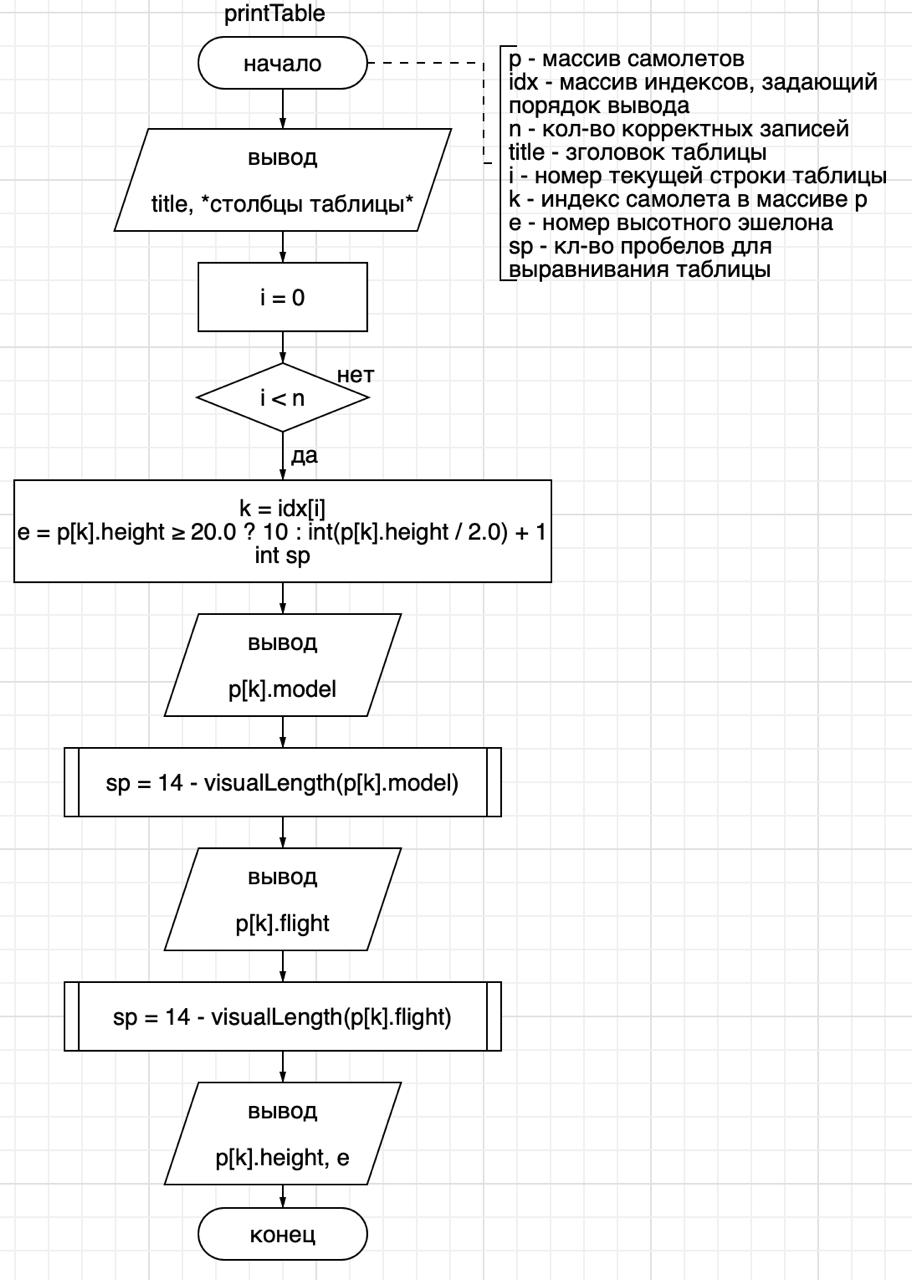 printTable
начало
p - массив самолетов
idx - массив индексов, задающий
порядок вывода
n - кол-во корректных записей
title - зголовок таблицы
i - номер текущей строки таблицы
k - индекс самолета в массиве p
e - номер высотного эшелона
sp - кл-во пробелов для
выравнивания таблицы
вывод
title, *столбцы таблицы*
i = 0
нет
i < n
да
k = idx[i]
e = p[k].height ≥ 20.0 ? 10 : int(p[k].height / 2.0) + 1
int sp
вывод
p[k].model
sp = 14 - visualLength(p[k].model)
вывод
p[k].flight
sp = 14 - visualLength(p[k].flight)
вывод
p[k].height, e
конец